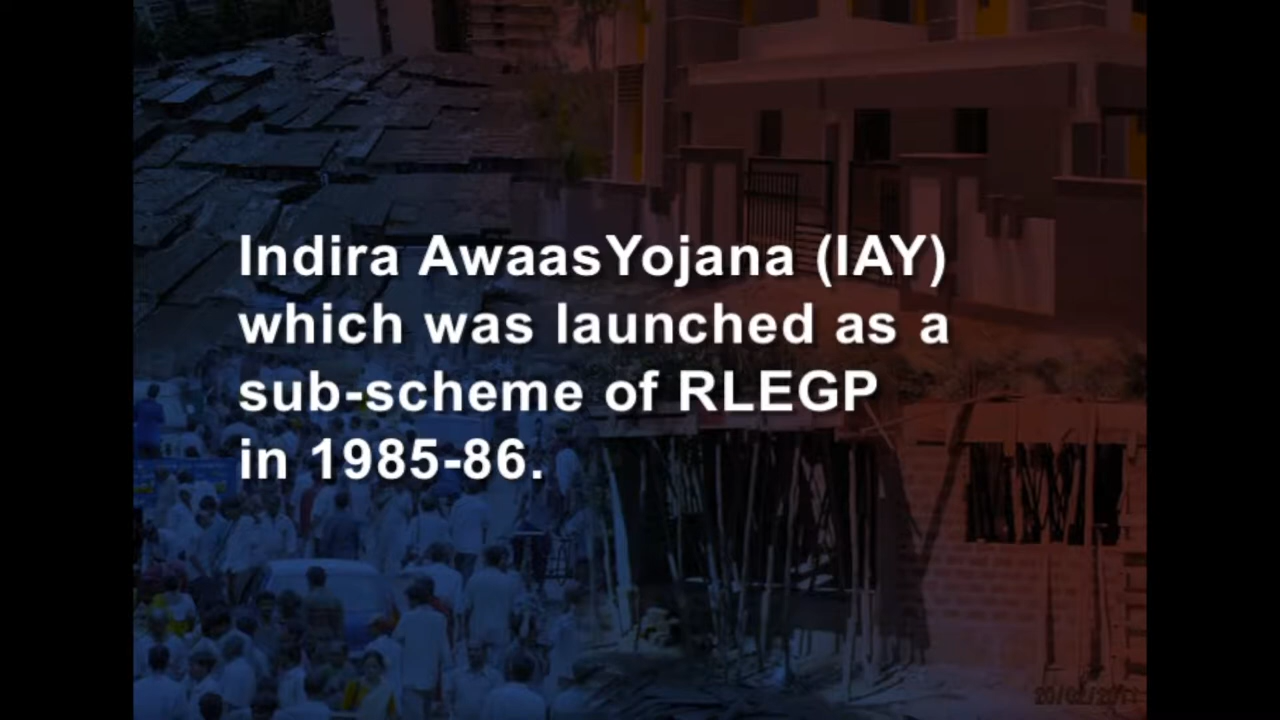 Indira AwaasYojana (IAY)
which was launched as a
sub-scheme of RLEGP
in 1985-86.